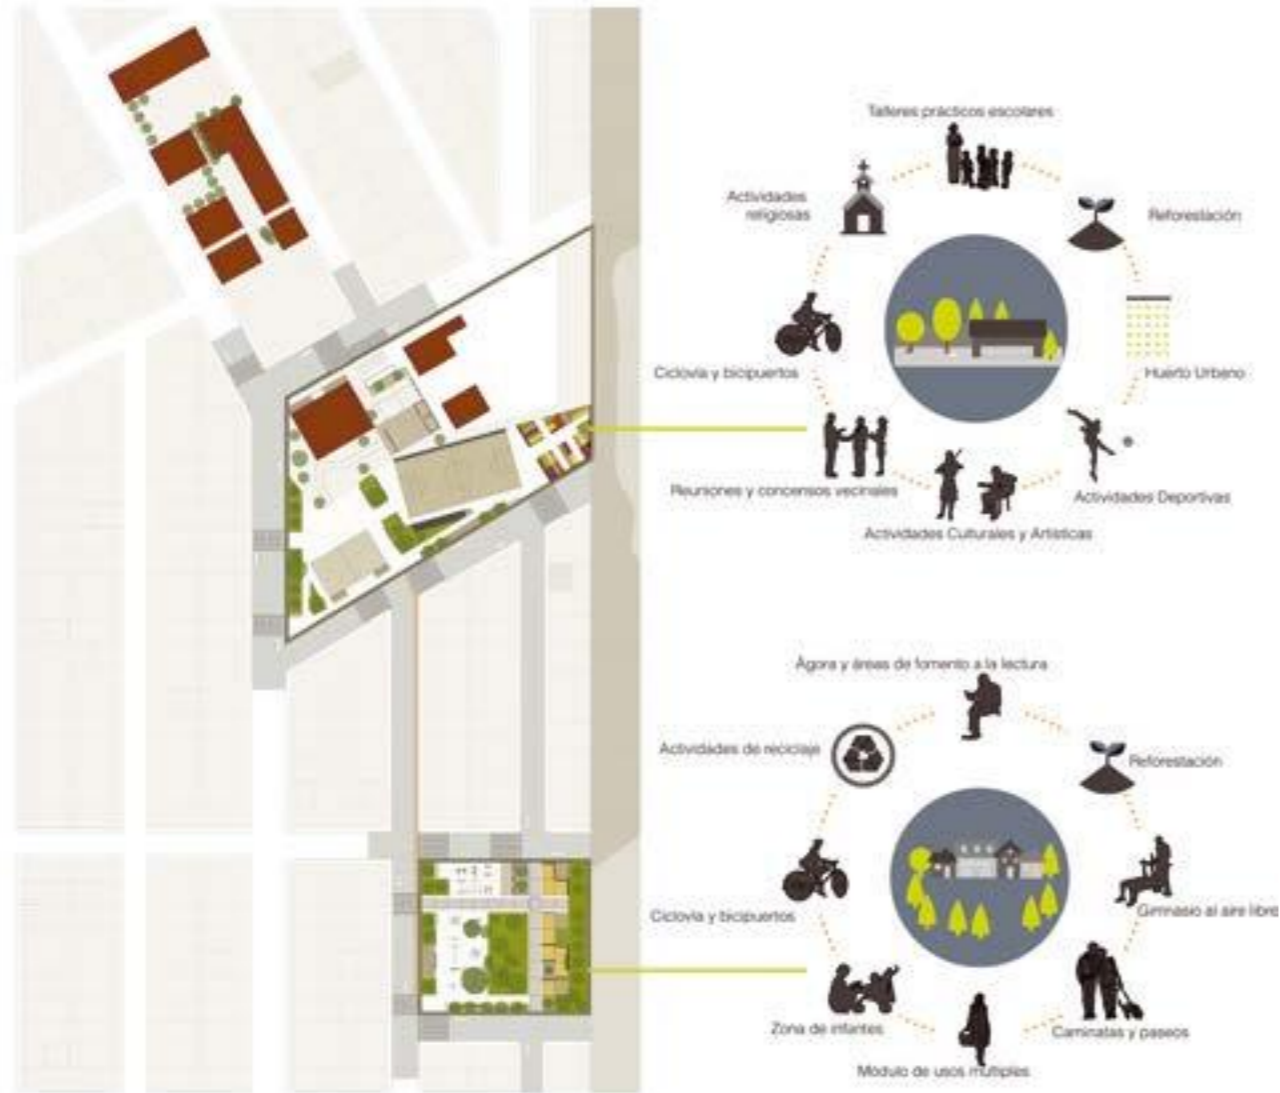 Talleres prácticos escolares
Actividades
religiosas
Reforestación
Ciclovía y bicipuertos
Huerto Urbano
Reuniones y concensos vecinales
Actividades Deportivas
Actividades Culturales y Artísticas
Ágora y áreas de fomento a la lectura
Actividades de reciclaje
Reforestación
Ciclovía y bicipuertos
Gimnasio al aire libre
Zona de infantes
Caminatas y paseos
Módulo de usos múltiples